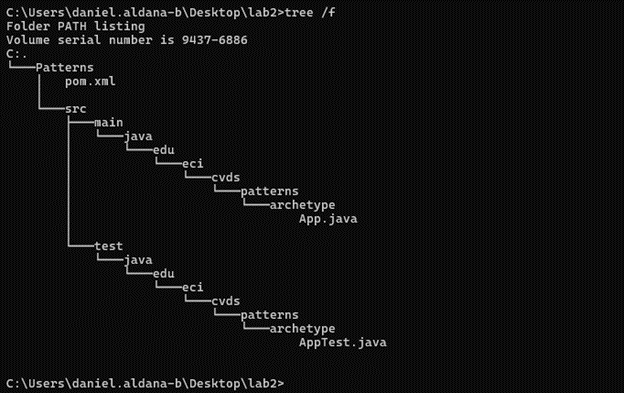 C:\Users\daniel.aldana-b\Desktop\lab2>tree /f
Folder PATH listing
Volume serial number is 9437-6886
C:.
└───Patterns
    │   pom.xml
    │
    └───src
        ├───main
        │   └───java
        │       └───edu
        │           └───eci
        │               └───cvds
        │                   └───patterns
        │                       └───archetype
        │                               App.java
        │
        └───test
            └───java
                └───edu
                    └───eci
                        └───cvds
                            └───patterns
                                └───archetype
                                        AppTest.java
C:\Users\daniel.aldana-b\Desktop\lab2>